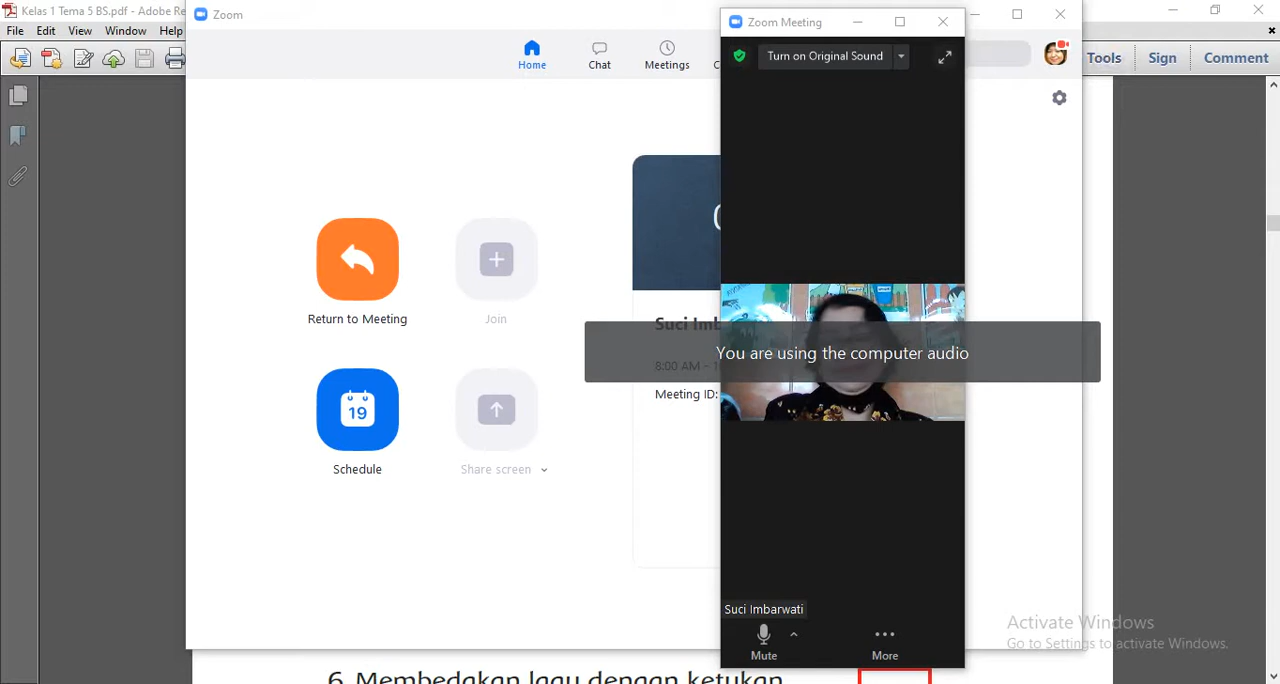 Kelas 1 Tema 5 BS.pdf - Adobe Re
File Edit View Window Help
Tools Sign Comment
Zoom
Home Chat Meetings
Return to Meeting
Join
19
Schedule
Share screen
Suci Imb
8:00 AM -
Meeting ID:
Zoom Meeting
Turn on Original Sound
You are using the computer audio
Suci Imbarwati
Mute
More
Activate Windows
Go to Settings to activate Windows.
6. Membedakan lagu dengan ketukan